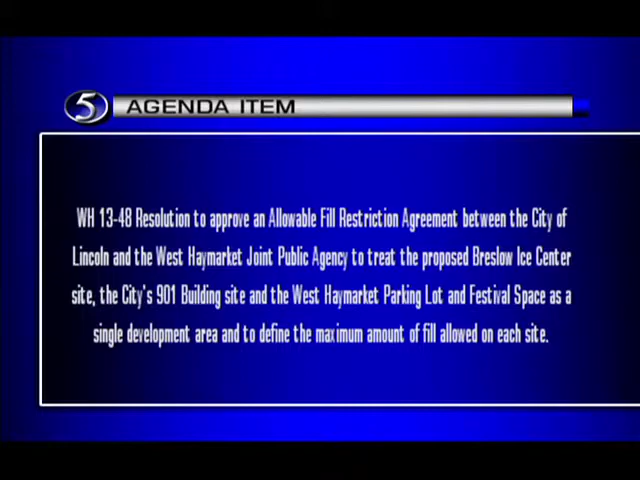 5 AGENDA ITEM
WH 13-48 Resolution to approve an Allowable Fill Restriction Agreement between the City of
Lincoln and the West Haymarket Joint Public Agency to treat the proposed Breslow Ice Center
site, the City's 901 Building site and the West Haymarket Parking Lot and Festival Space as a
single development area and to define the maximum amount of fill allowed on each site.